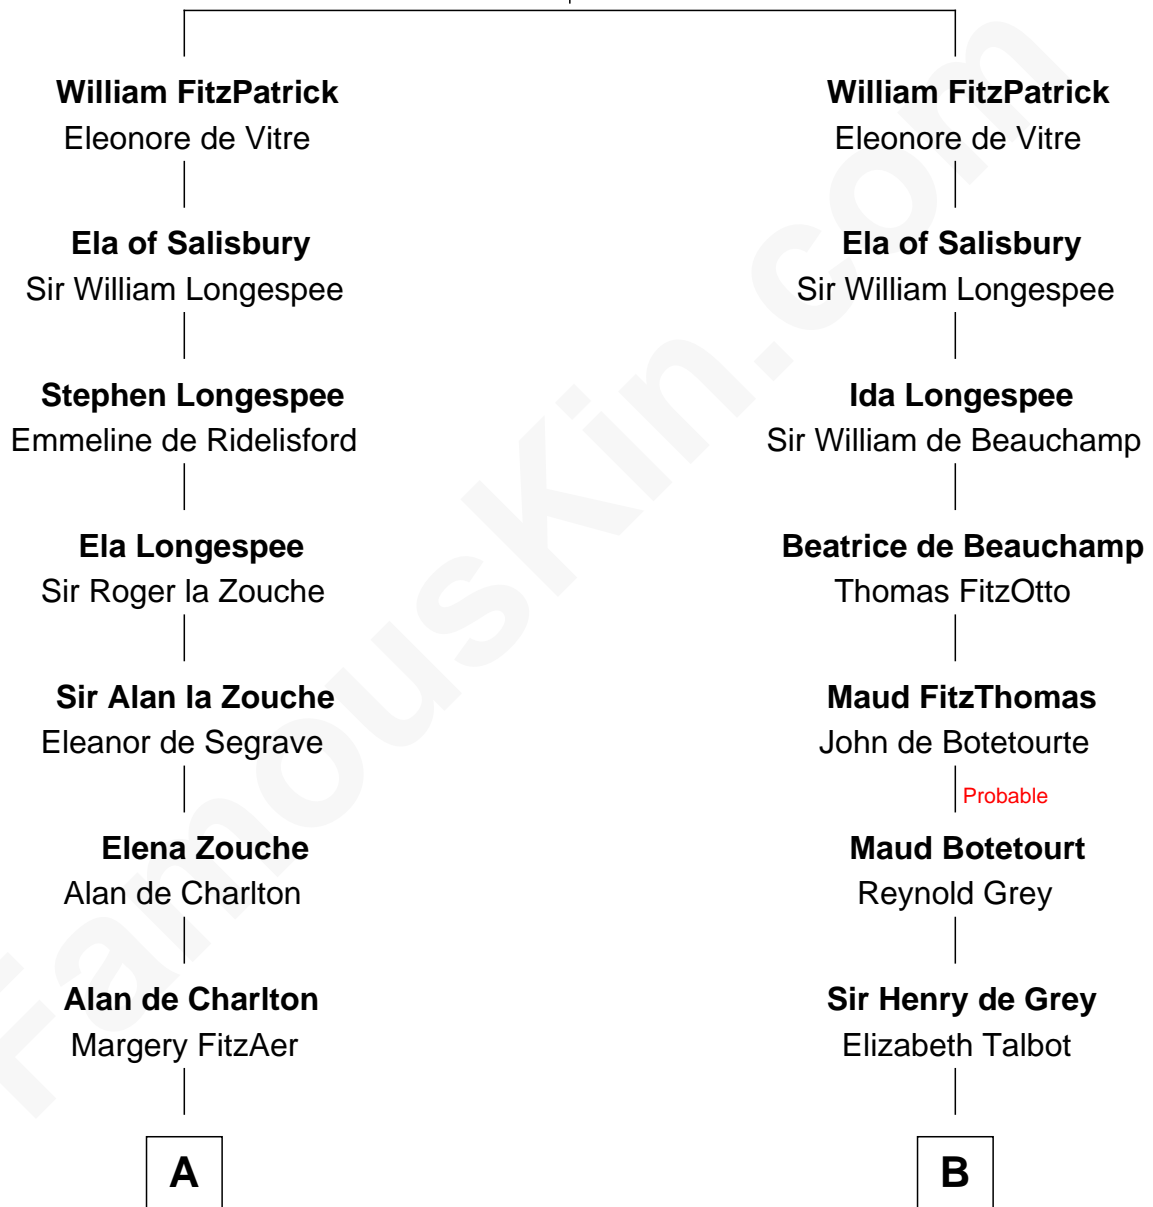 William FitzPatrick
Eleonore de Vitre
Ela of Salisbury
Sir William Longespee
Stephen Longespee
Emmeline de Ridelisford
Ela Longespee
Sir Roger la Zouche
Sir Alan la Zouche
Eleanor de Segrave
Elena Zouche
Alan de Charlton
Alan de Charlton
Margery FitzAer
A
William FitzPatrick
Eleonore de Vitre
Ela of Salisbury
Sir William Longespee
Ida Longespee
Sir William de Beauchamp
Beatrice de Beauchamp
Thomas FitzOtto
Maud FitzThomas
John de Botetourte
Probable
Maud Botetourt
Reynold Grey
Sir Henry de Grey
Elizabeth Talbot
B
FamousKin.com